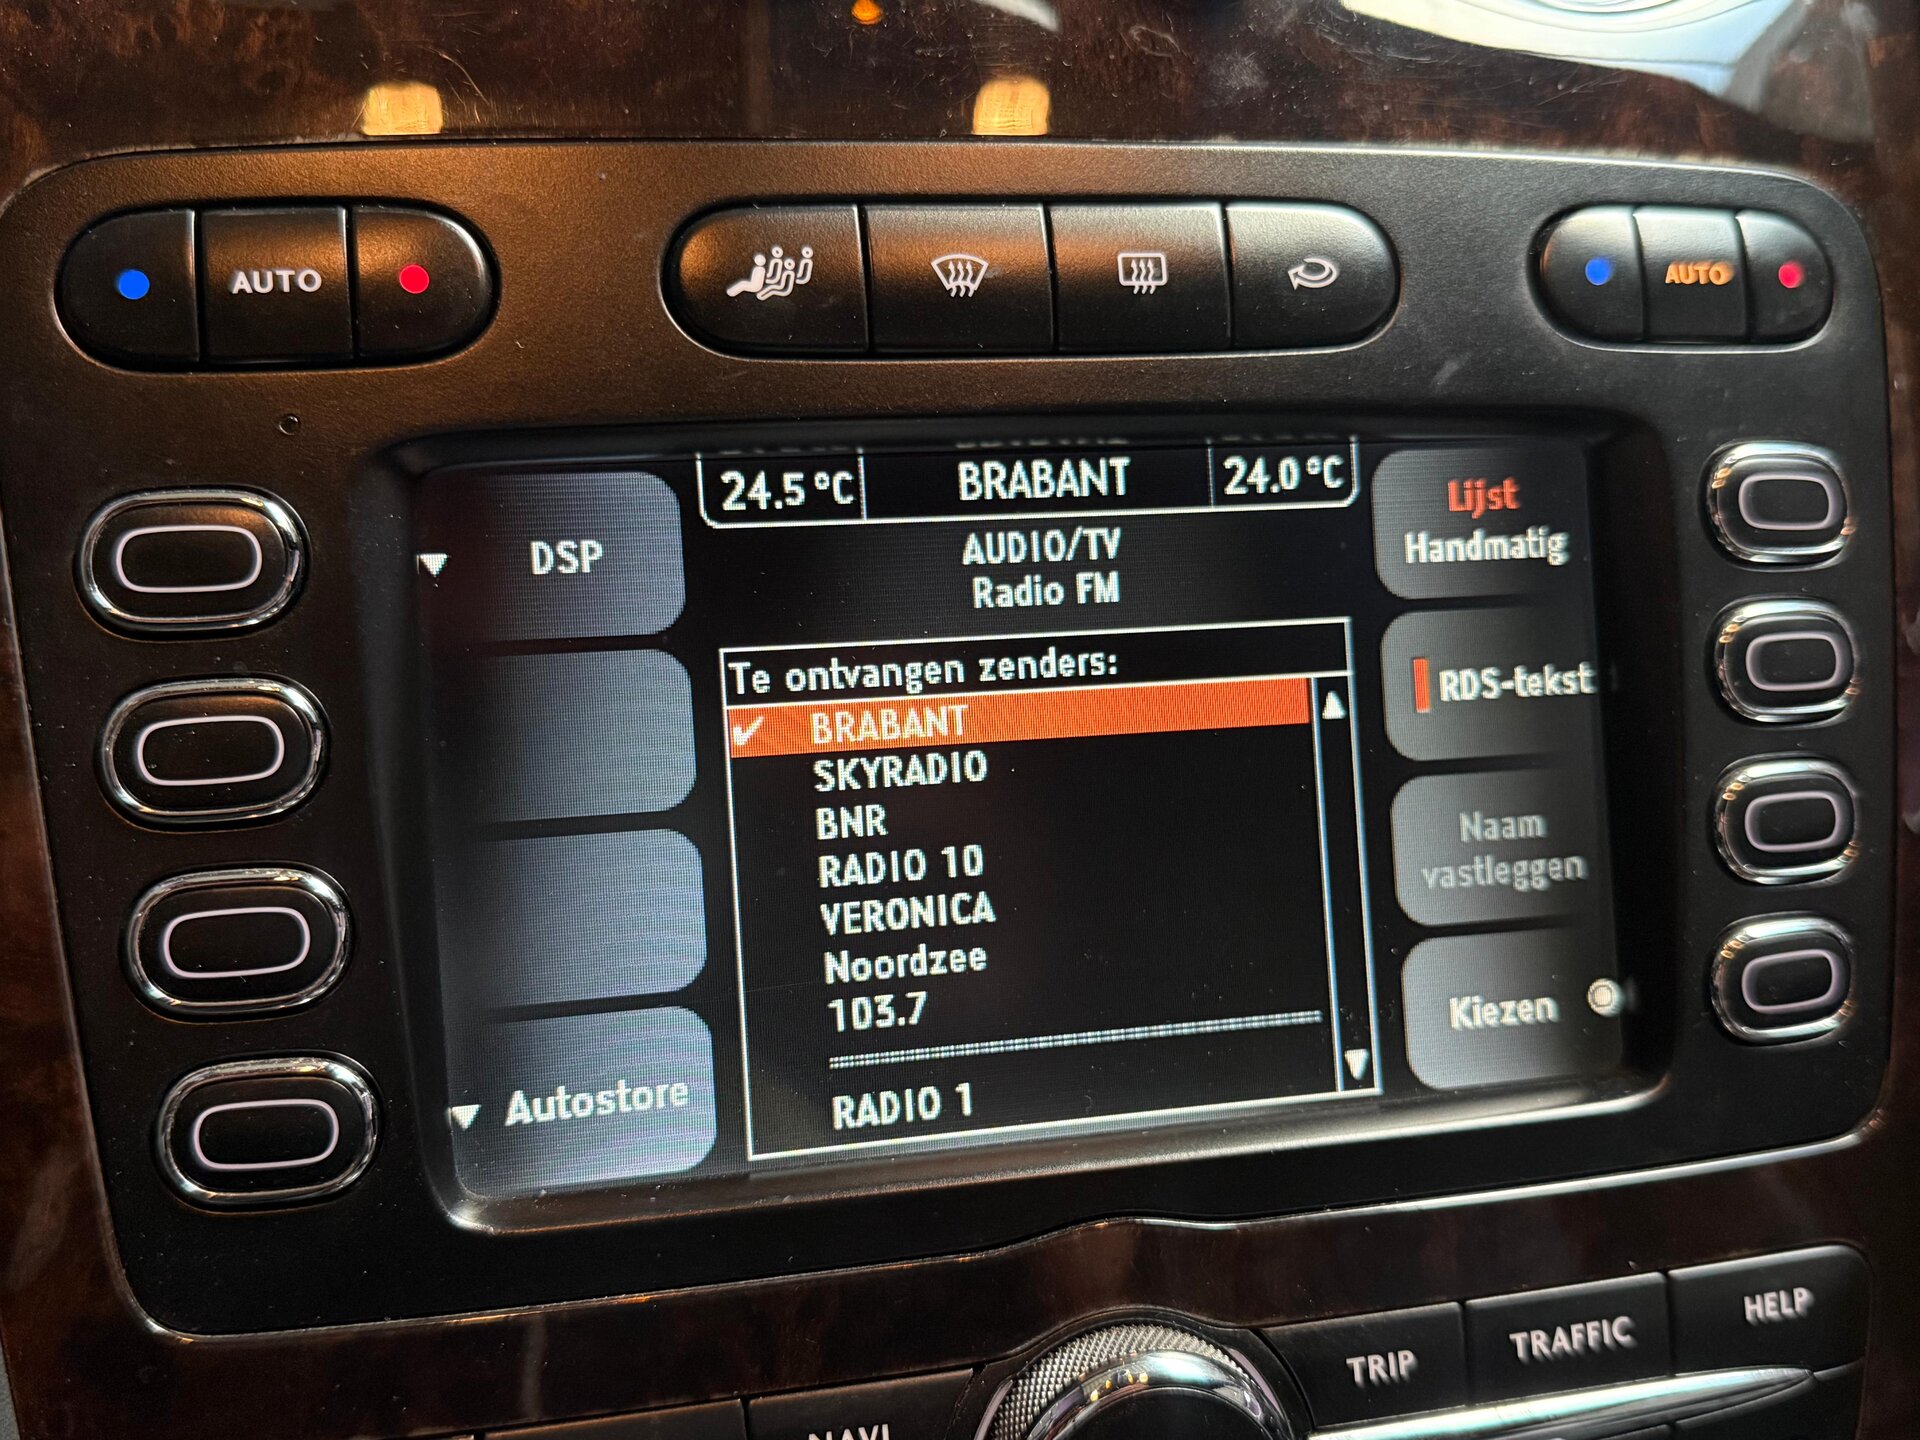 AUTO
AUTO
24.5 °C
BRABANT
24.0 °C
DSP
AUDIO/TV
Radio FM
Lijst
Handmatig
Te ontvangen zenders:
BRABANT
SKYRADIO
BNR
RADIO 10
VERONICA
Noordzee
103.7
RADIO 1
RDS-tekst
Naam
vastleggen
Kiezen
Autostore
NAVI
TRIP
TRAFFIC
HELP